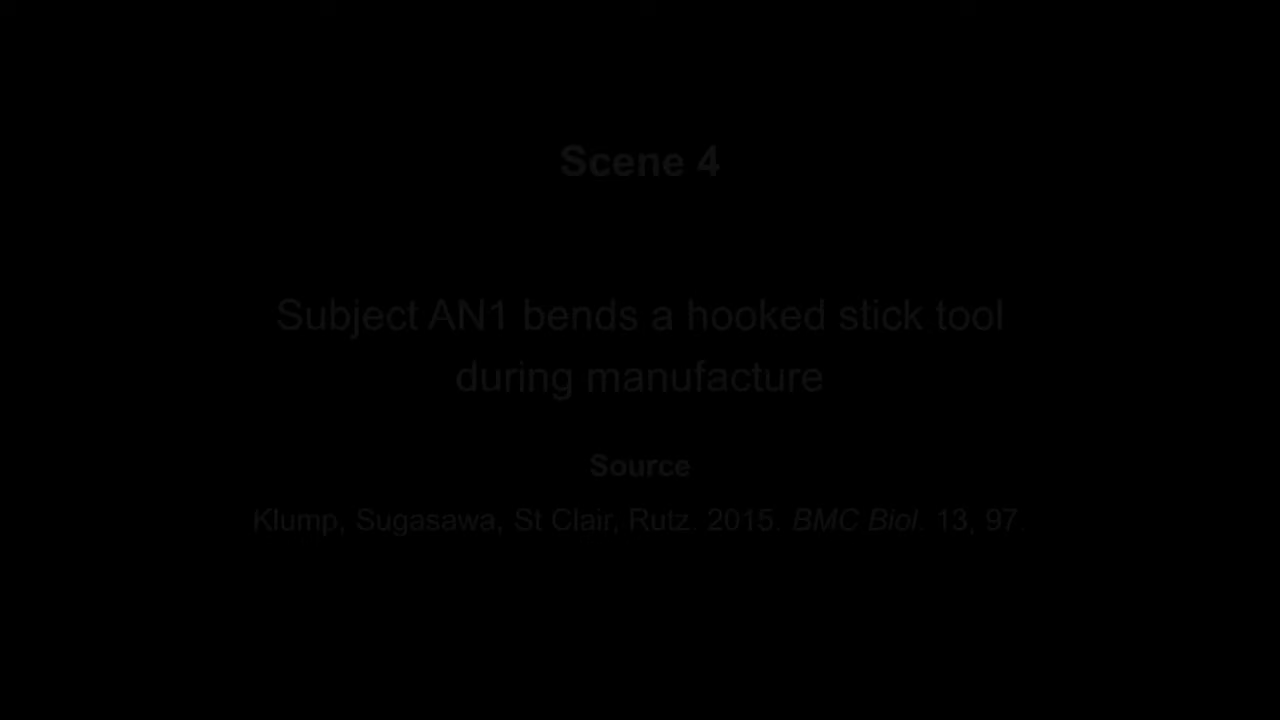 Scene 4
Subject AN1 bends a hooked stick tool
during manufacture
Source
Klump, Sugasawa, St Clair, Rutz. 2015. BMC Biol. 13, 97.